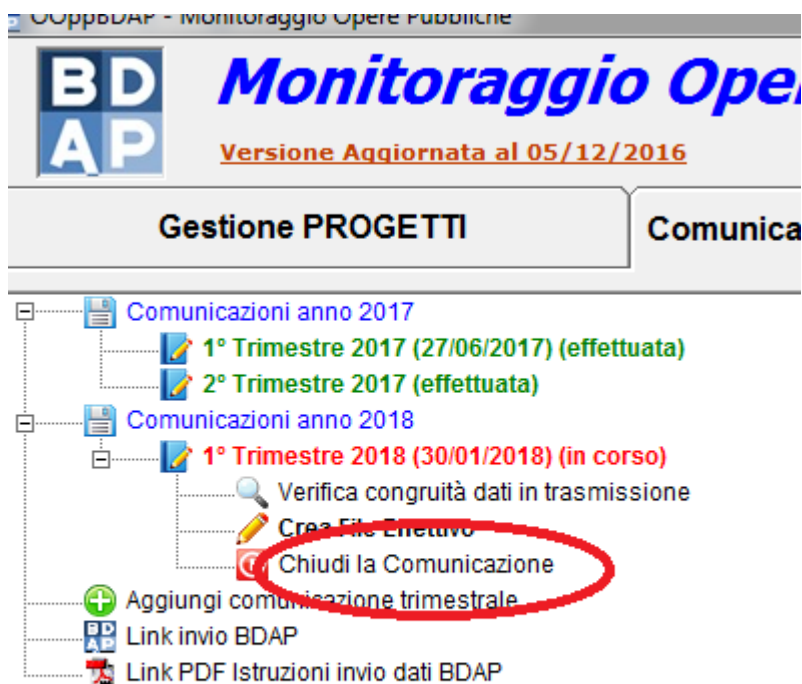 OOppBDAP - Monitoraggio Opere Pubbliche
BD
AP
Monitoraggio Oper
Versione Aggiornata al 05/12/2016
Gestione PROGETTI
Comunica
Comunicazioni anno 2017
1° Trimestre 2017 (27/06/2017) (effettuata)
2° Trimestre 2017 (effettuata)
Comunicazioni anno 2018
1° Trimestre 2018 (30/01/2018) (in corso)
Verifica congruità dati in trasmissione
Crea File Effettivo
Chiudi la Comunicazione
Aggiungi comunicazione trimestrale
Link invio BDAP
Link PDF Istruzioni invio dati BDAP